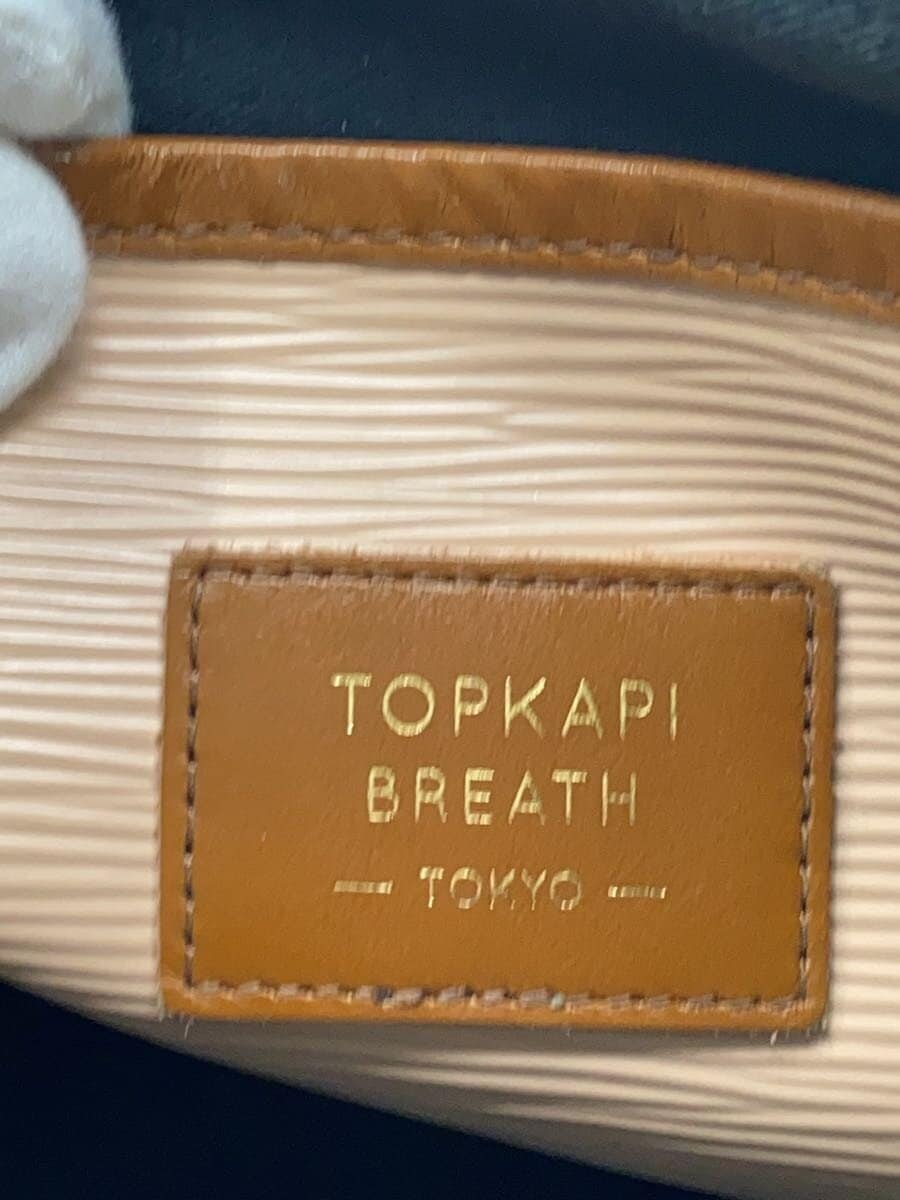 TOPKAPI
BREATH
— TOKYO —